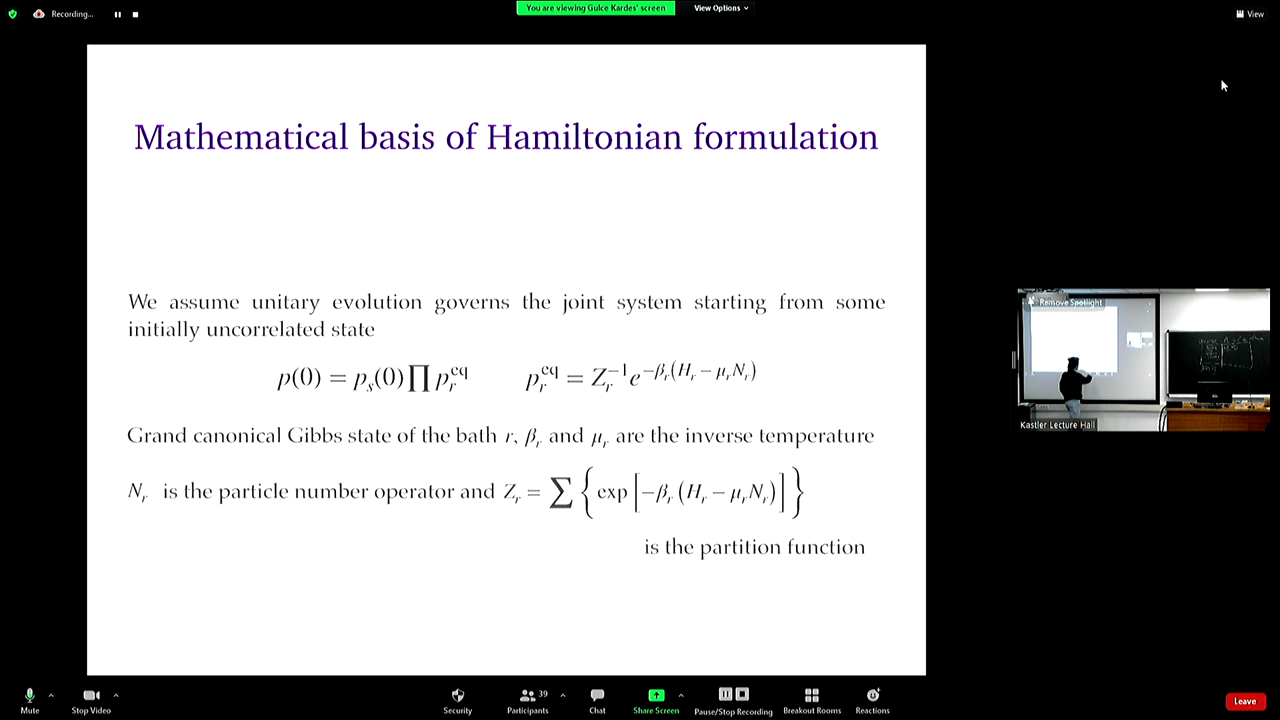 Recording...
You are viewing Gulce Kardes' screen
View Options
View
Mathematical basis of Hamiltonian formulation
We assume unitary evolution governs the joint system starting from some
initially uncorrelated state
p(0) = p_s(0) ∏ p_r^eq    p_r^eq = Z_r^−1 e^−β_r(H_r − μ_r N_r)
Grand canonical Gibbs state of the bath r, β_r and μ_r are the inverse temperature
N_r is the particle number operator and Z_r = ∑ { exp [−β_r (H_r − μ_r N_r)] }
is the partition function
Remove Spotlight
Kastler Lecture Hall
Mute
Stop Video
Security
Participants
39
Chat
Share Screen
Pause/Stop Recording
Breakout Rooms
Reactions
Leave